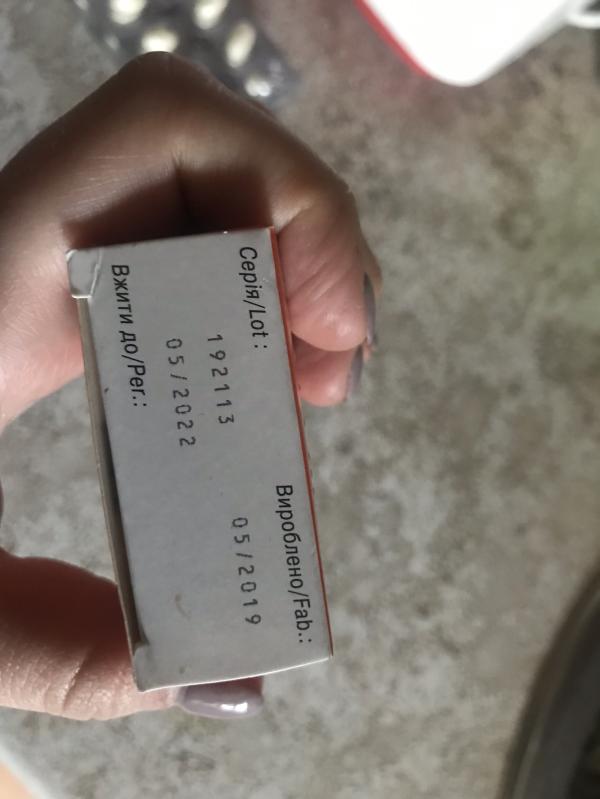 Серія/Lot :
Вироблено/Fab.:
192113
05/2019
05/2022
Вжити до/Per.: